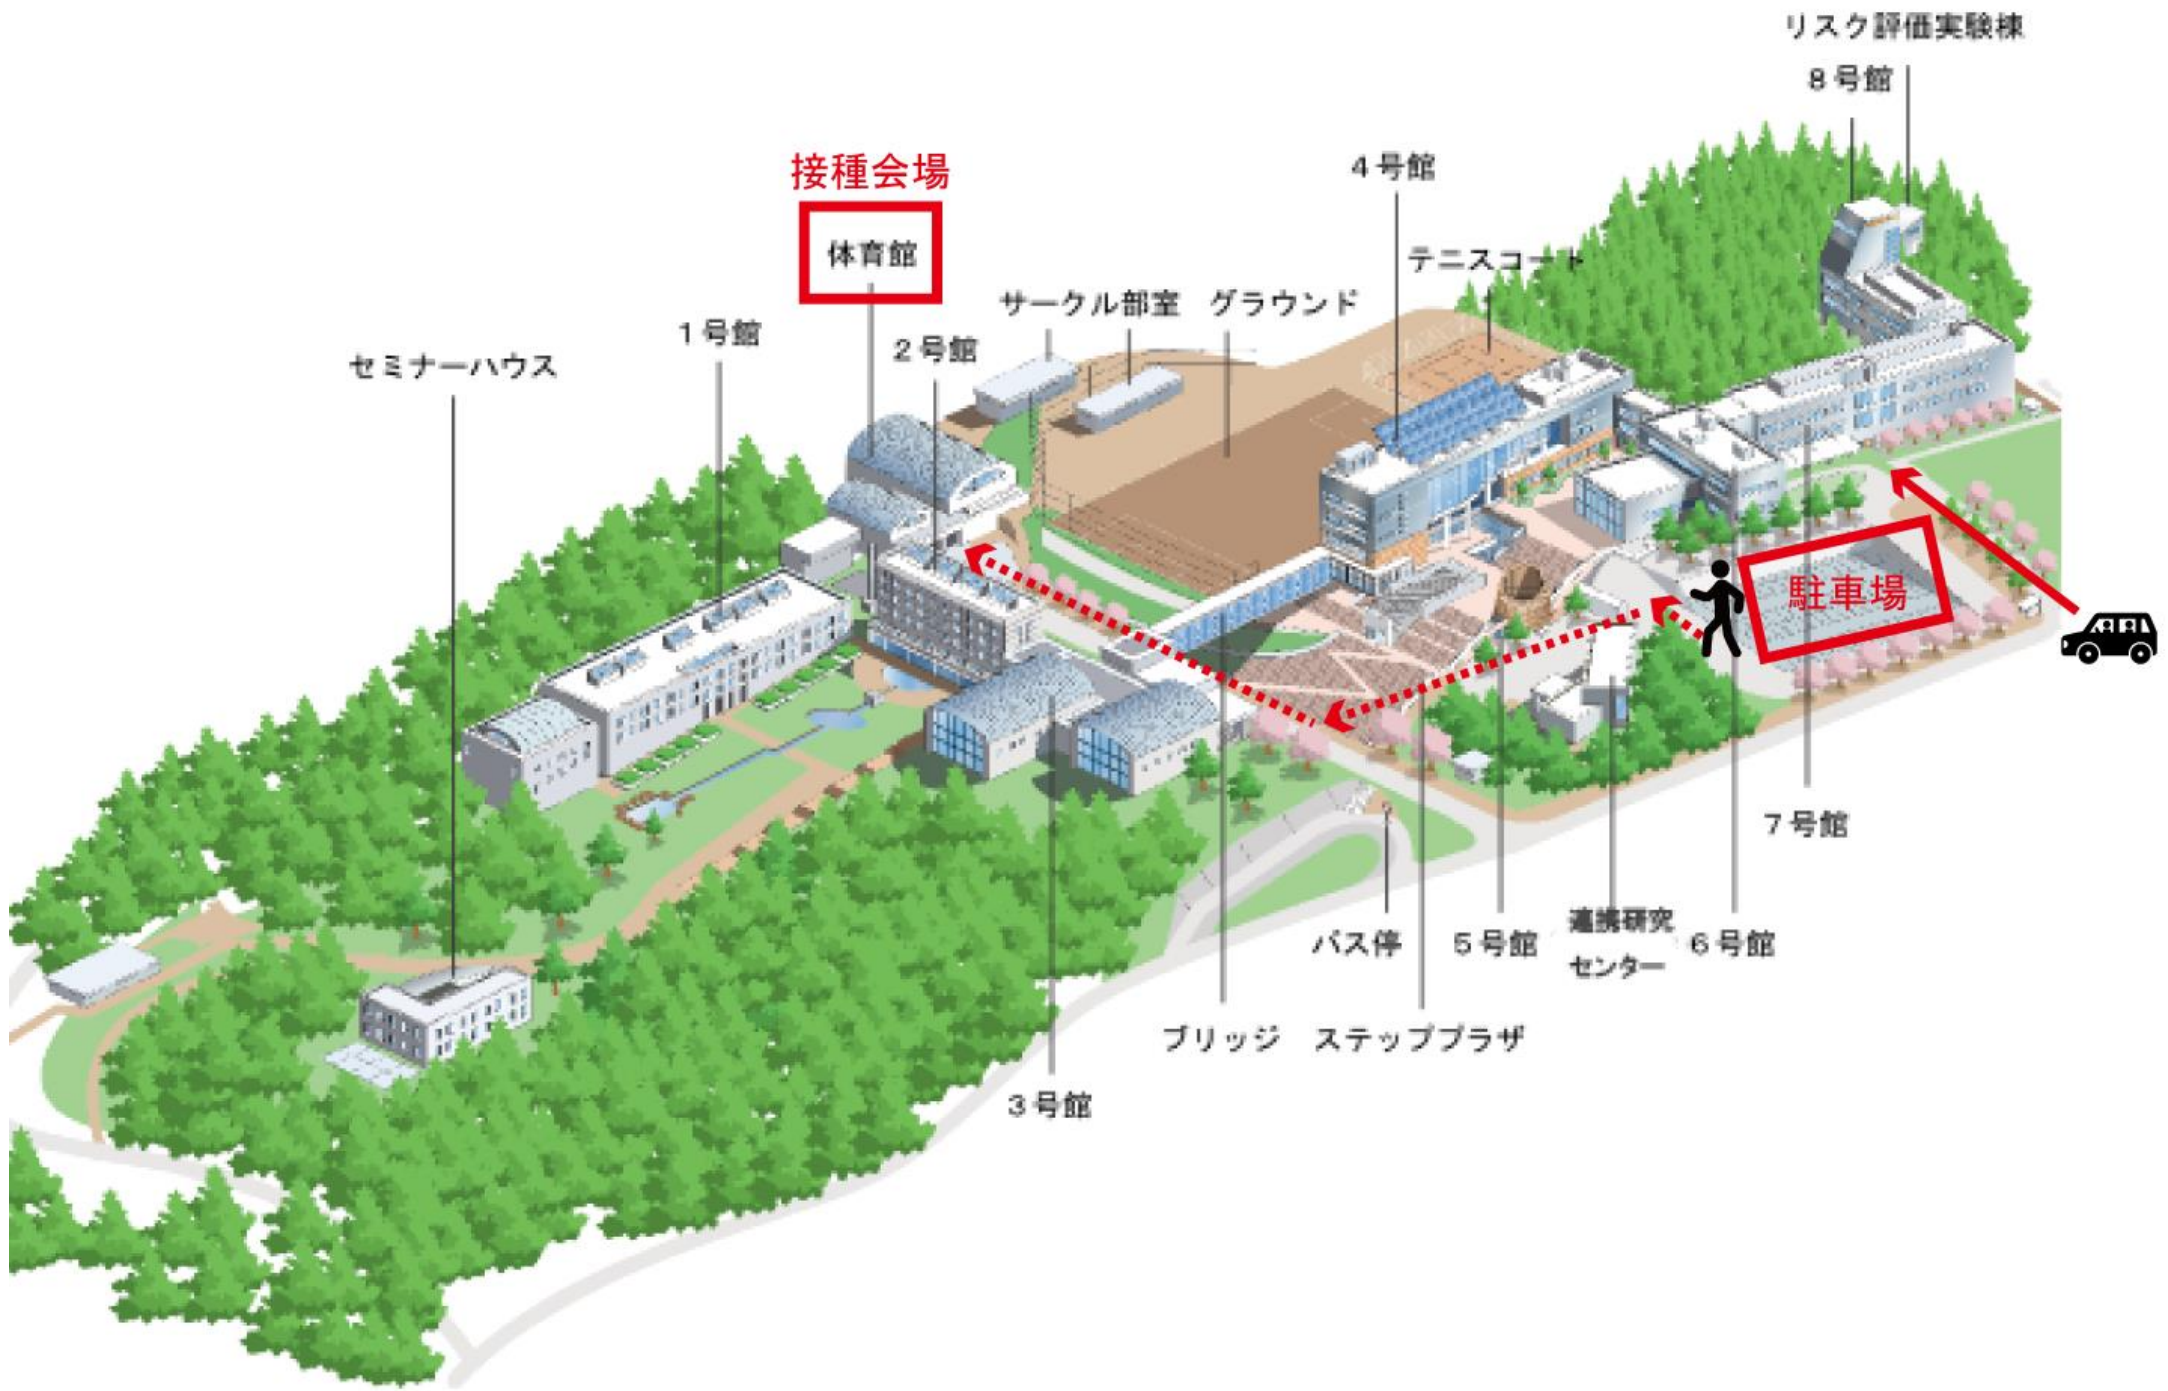 リスク評価実験棟
8号館
接種会場
4号館
体育館
テニスコート
サークル部室
グラウンド
1号館
2号館
セミナーハウス
駐車場
7号館
連携研究
センター
バス停
5号館
6号館
ブリッジ
ステッププラザ
3号館